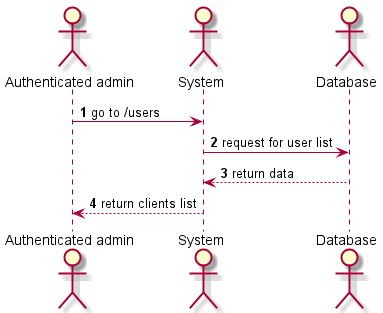 Authenticated admin System Database
1 go to /users
2 request for user list
3 return data
4 return clients list
Authenticated admin System Database